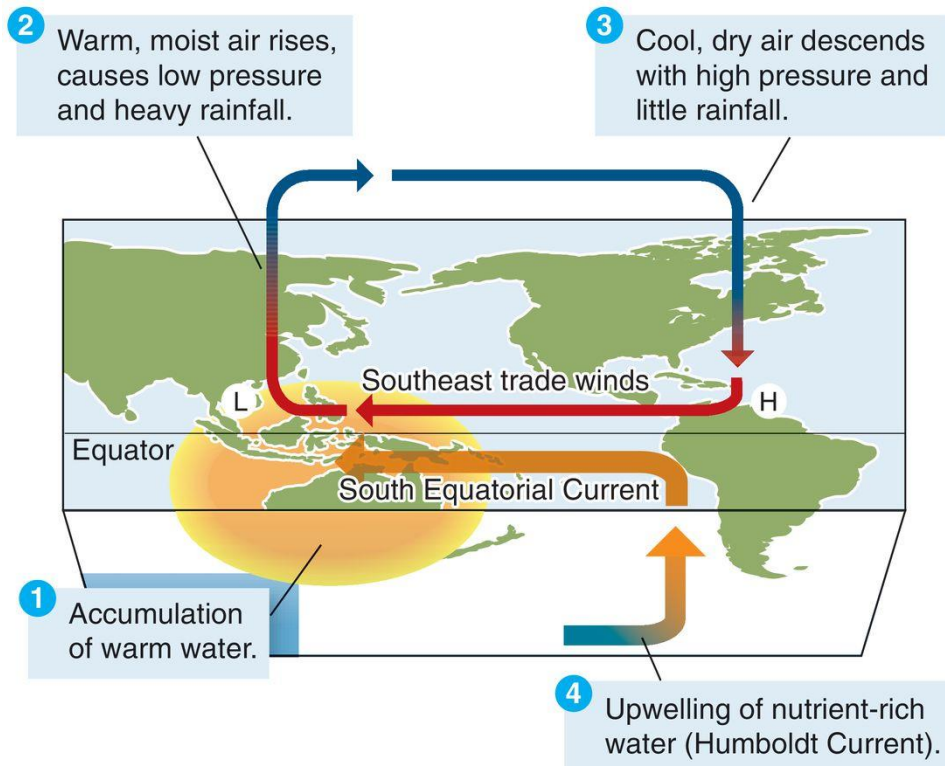 2
Warm, moist air rises,
causes low pressure
and heavy rainfall.
3
Cool, dry air descends
with high pressure and
little rainfall.
Southeast trade winds
L
H
Equator
South Equatorial Current
1
Accumulation
of warm water.
4
Upwelling of nutrient-rich
water (Humboldt Current).